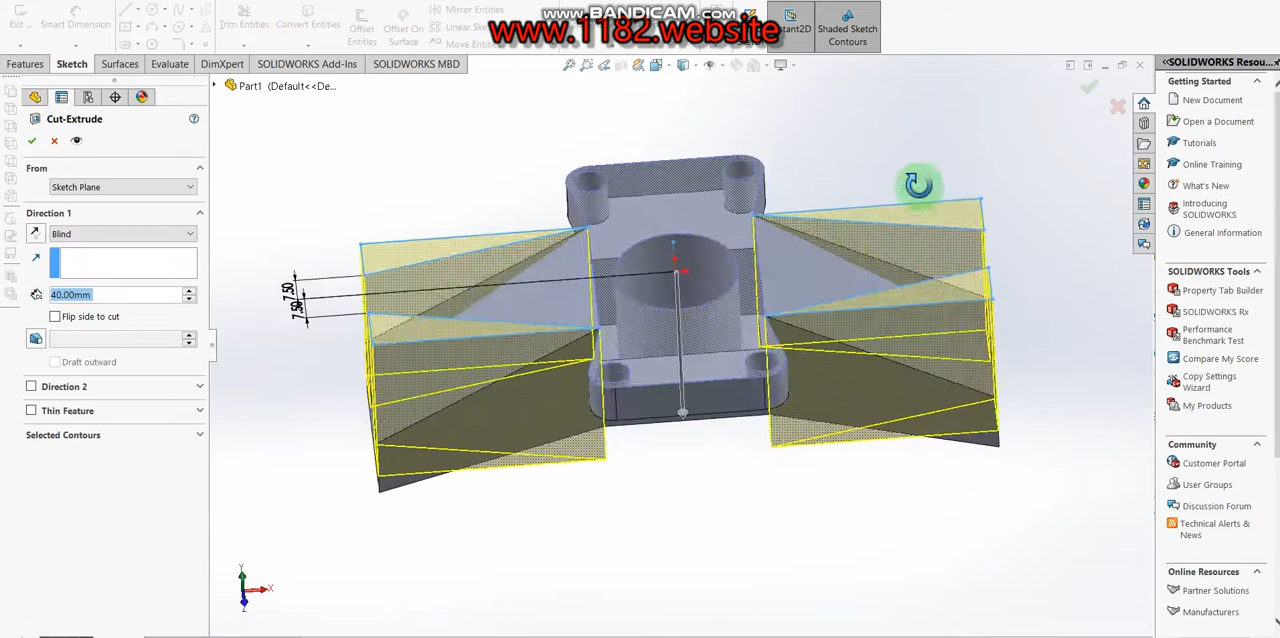 www.BANDICAM.com
www.1182.website
Exit ...
Smart
Dimension
Trim Entities
Convert Entities
Offset
Entities
Offset On
Surface
Mirror Entities
Linear Sk
Move Entities
Instant2D
Shaded Sketch
Contours
Features
Sketch
Surfaces
Evaluate
DimXpert
SOLIDWORKS Add-Ins
SOLIDWORKS MBD
Part1 (Default<<De...
Cut-Extrude
From
Sketch Plane
Direction 1
Blind
40.00mm
Flip side to cut
Draft outward
Direction 2
Thin Feature
Selected Contours
7.50
7.50
Y
X
Z
SOLIDWORKS Resou...
Getting Started
New Document
Open a Document
Tutorials
Online Training
What's New
Introducing
SOLIDWORKS
General Information
SOLIDWORKS Tools
Property Tab Builder
SOLIDWORKS Rx
Performance
Benchmark Test
Compare My Score
Copy Settings
Wizard
My Products
Community
Customer Portal
User Groups
Discussion Forum
Technical Alerts &
News
Online Resources
Partner Solutions
Manufacturers